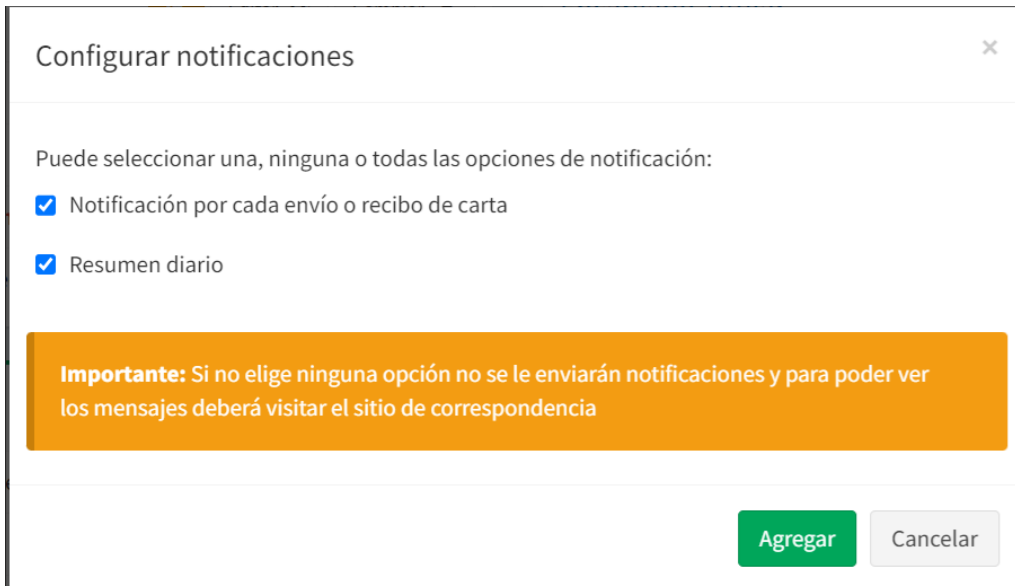 Configurar notificaciones
Puede seleccionar una, ninguna o todas las opciones de notificación:
Notificación por cada envío o recibo de carta
Resumen diario
Importante: Si no elige ninguna opción no se le enviarán notificaciones y para poder ver
los mensajes deberá visitar el sitio de correspondencia
Agregar Cancelar